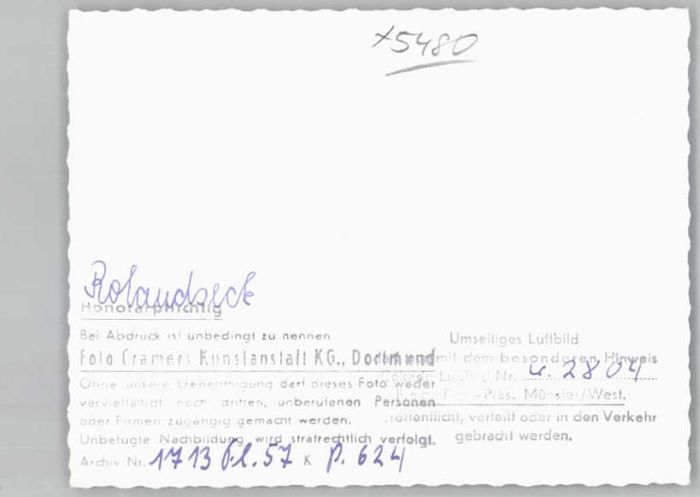 x5480
Rolandseck
Honorarpflichtig
Bei Abdruck ist unbedingt zu nennen
Foto Cramers Kunstanstalt KG., Dortmund
Ohne unsere Genehmigung darf dieses Foto weder
vervielfältigt noch dritten, unberufenen Personen
oder Firmen zugängig gemacht werden.
Unbefugte Nachbildung wird strafrechtlich verfolgt.
Archiv Nr. 1713 Fl. 57 K P. 624
Umseitiges Luftbild
mit dem besonderen Hinweis
Nr. 2804
Präs. Münster/West.
öffentlicht, verteilt oder in den Verkehr
gebracht werden.